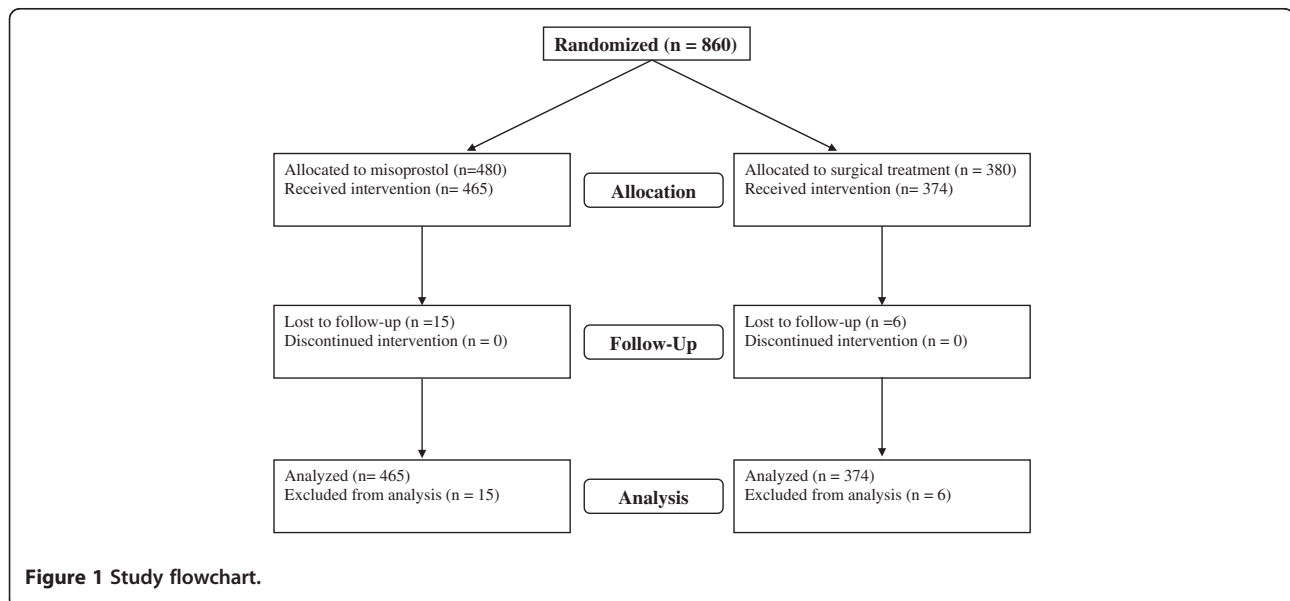 Randomized (n = 860)
Allocated to misoprostol (n=480)
Received intervention (n= 465)
Allocation
Allocated to surgical treatment (n = 380)
Received intervention (n= 374)
Lost to follow-up (n =15)
Discontinued intervention (n = 0)
Follow-Up
Lost to follow-up (n =6)
Discontinued intervention (n = 0)
Analyzed (n= 465)
Excluded from analysis (n = 15)
Analysis
Analyzed (n = 374)
Excluded from analysis (n = 6)
Figure 1 Study flowchart.